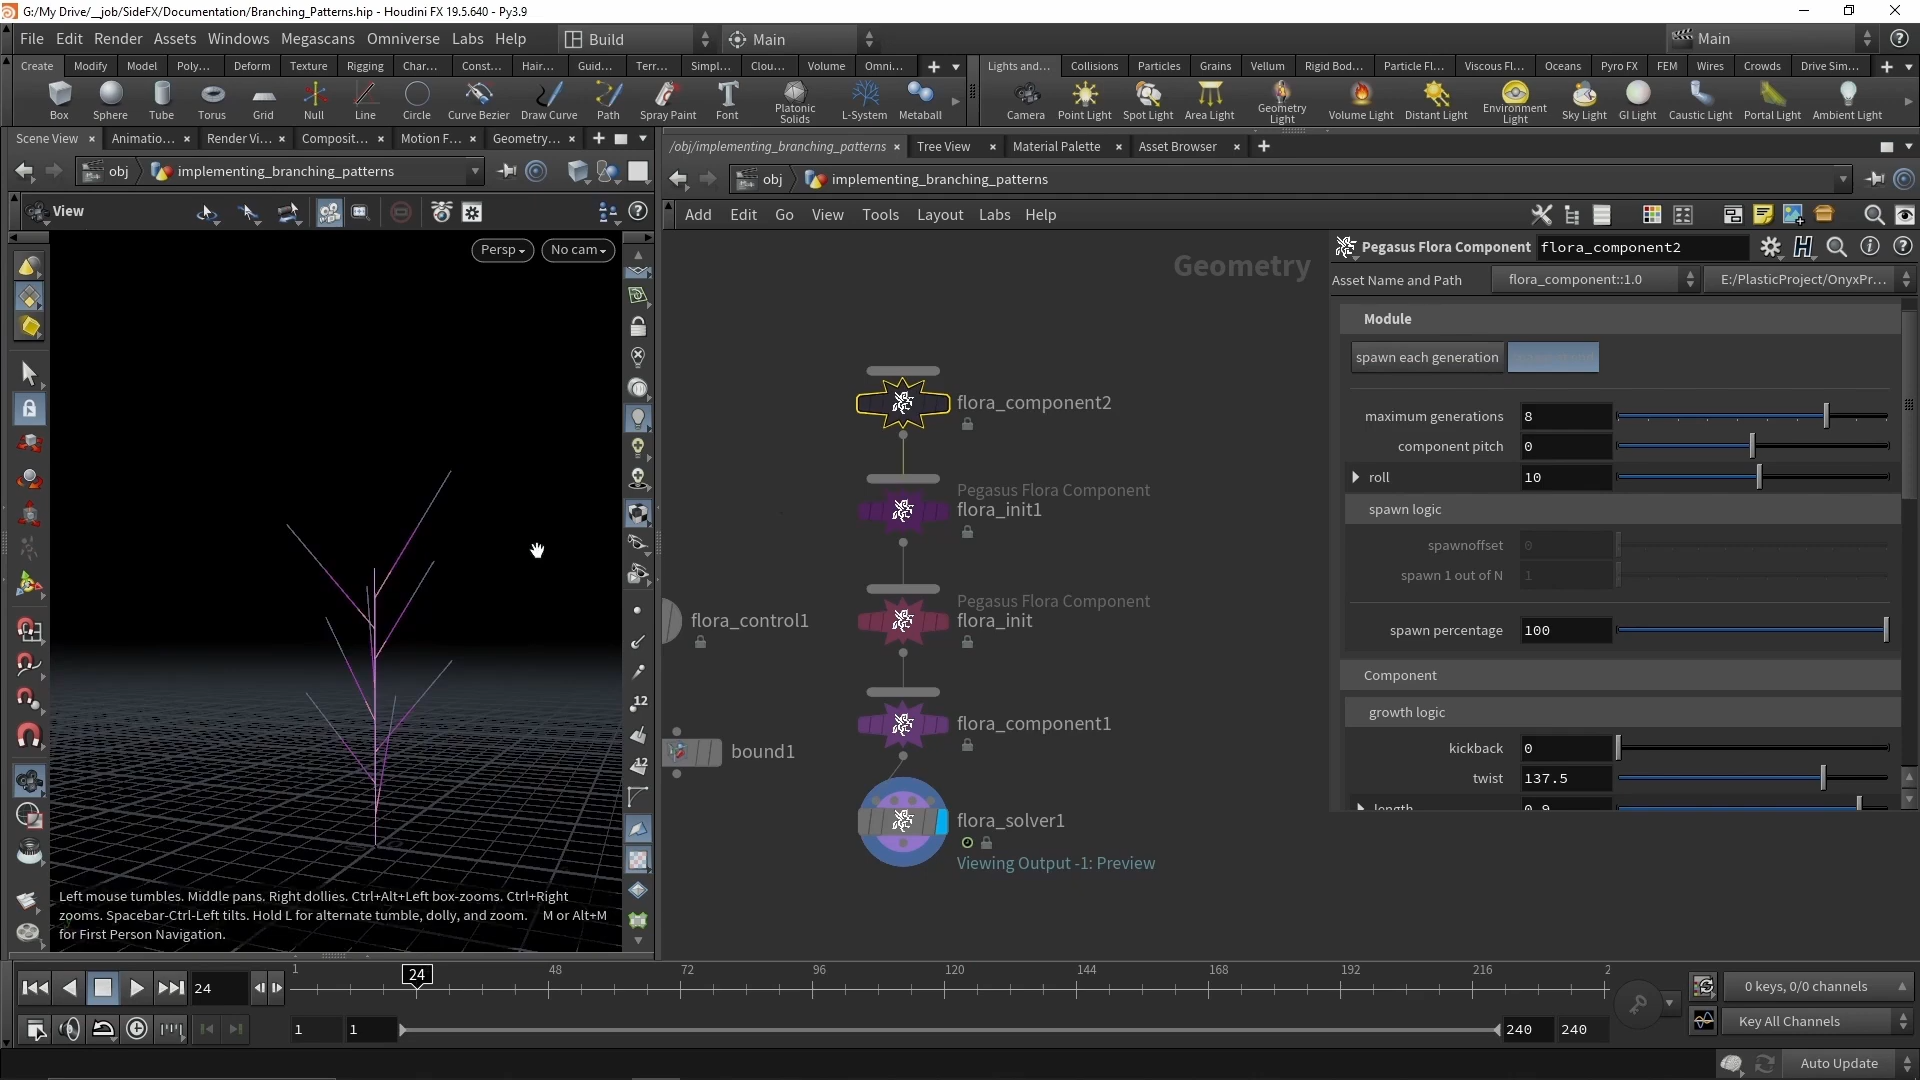 G:/My Drive/__job/SideFX/Documentation/Branching_Patterns.hip - Houdini FX 19.5.640 - Py3.9
File Edit Render Assets Windows Megascans Omniverse Labs Help Build Main Main
Create Modify Model Poly... Deform Texture Rigging Char... Const... Hair... Guid... Terr... Simpl... Clou... Volume Omni... Lights and... Collisions Particles Grains Vellum Rigid Bod... Particle Fl... Viscous Fl... Oceans Pyro FX FEM Wires Crowds Drive Sim...
Box Sphere Tube Torus Grid Null Line Circle Curve Bezier Draw Curve Path Spray Paint Font Platonic Solids L-System Metaball Camera Point Light Spot Light Area Light Geometry Light Volume Light Distant Light Environment Light Sky Light GI Light Caustic Light Portal Light Ambient Light
Scene View Animatio... Render Vi... Composit... Motion F... Geometry...
/obj/implementing_branching_patterns Tree View Material Palette Asset Browser
obj implementing_branching_patterns
obj implementing_branching_patterns
View
Add Edit Go View Tools Layout Labs Help
Persp No cam
Geometry
Pegasus Flora Component flora_component2
Asset Name and Path flora_component::1.0 E:/PlasticProject/OnyxPr...
Module
spawn each generation
maximum generations 8
component pitch 0
roll 10
spawn logic
spawnoffset 0
spawn 1 out of N 1
spawn percentage 100
Component
growth logic
kickback 0
twist 137.5
length 0.9
flora_component2
Pegasus Flora Component
flora_init1
Pegasus Flora Component
flora_init
flora_control1
flora_component1
bound1
flora_solver1
Viewing Output -1: Preview
12
12
Left mouse tumbles. Middle pans. Right dollies. Ctrl+Alt+Left box-zooms. Ctrl+Right
zooms. Spacebar-Ctrl-Left tilts. Hold L for alternate tumble, dolly, and zoom. M or Alt+M
for First Person Navigation.
24 1 24 48 72 96 120 144 168 192 216 2
0 keys, 0/0 channels
1 1 240 240
Key All Channels
Auto Update